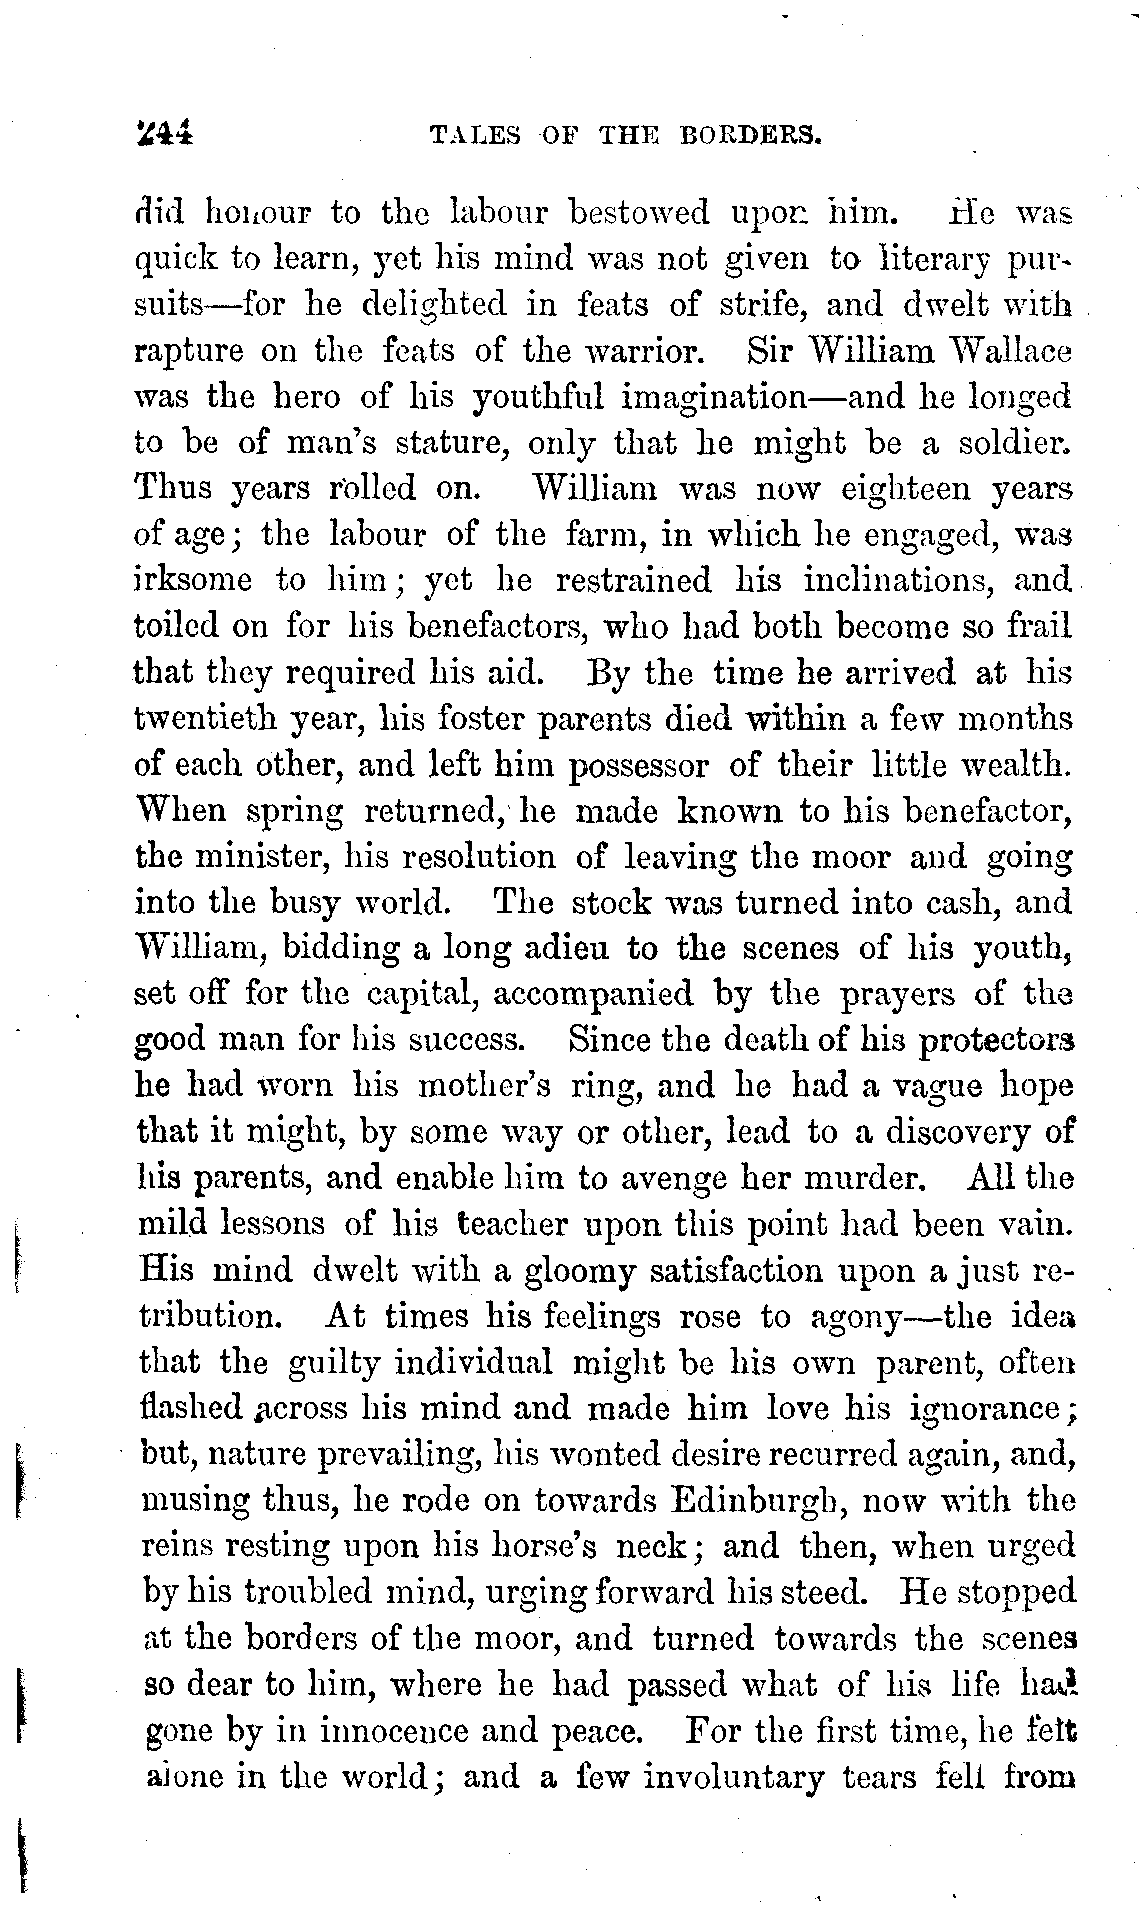 244 TALES OF THE BORDERS.
did honour to the labour bestowed upon him. He was
quick to learn, yet his mind was not given to literary pur-
suits—for he delighted in feats of strife, and dwelt with
rapture on the feats of the warrior. Sir William Wallace
was the hero of his youthful imagination—and he longed
to be of man's stature, only that he might be a soldier.
Thus years rolled on. William was now eighteen years
of age; the labour of the farm, in which he engaged, was
irksome to him; yet he restrained his inclinations, and
toiled on for his benefactors, who had both become so frail
that they required his aid. By the time he arrived at his
twentieth year, his foster parents died within a few months
of each other, and left him possessor of their little wealth.
When spring returned, he made known to his benefactor,
the minister, his resolution of leaving the moor and going
into the busy world. The stock was turned into cash, and
William, bidding a long adieu to the scenes of his youth,
set off for the capital, accompanied by the prayers of the
good man for his success. Since the death of his protectors
he had worn his mother's ring, and he had a vague hope
that it might, by some way or other, lead to a discovery of
his parents, and enable him to avenge her murder. All the
mild lessons of his teacher upon this point had been vain.
His mind dwelt with a gloomy satisfaction upon a just re-
tribution. At times his feelings rose to agony—the idea
that the guilty individual might be his own parent, often
flashed across his mind and made him love his ignorance;
but, nature prevailing, his wonted desire recurred again, and,
musing thus, he rode on towards Edinburgh, now with the
reins resting upon his horse's neck; and then, when urged
by his troubled mind, urging forward his steed. He stopped
at the borders of the moor, and turned towards the scenes
so dear to him, where he had passed what of his life had
gone by in innocence and peace. For the first time, he felt
alone in the world; and a few involuntary tears fell from